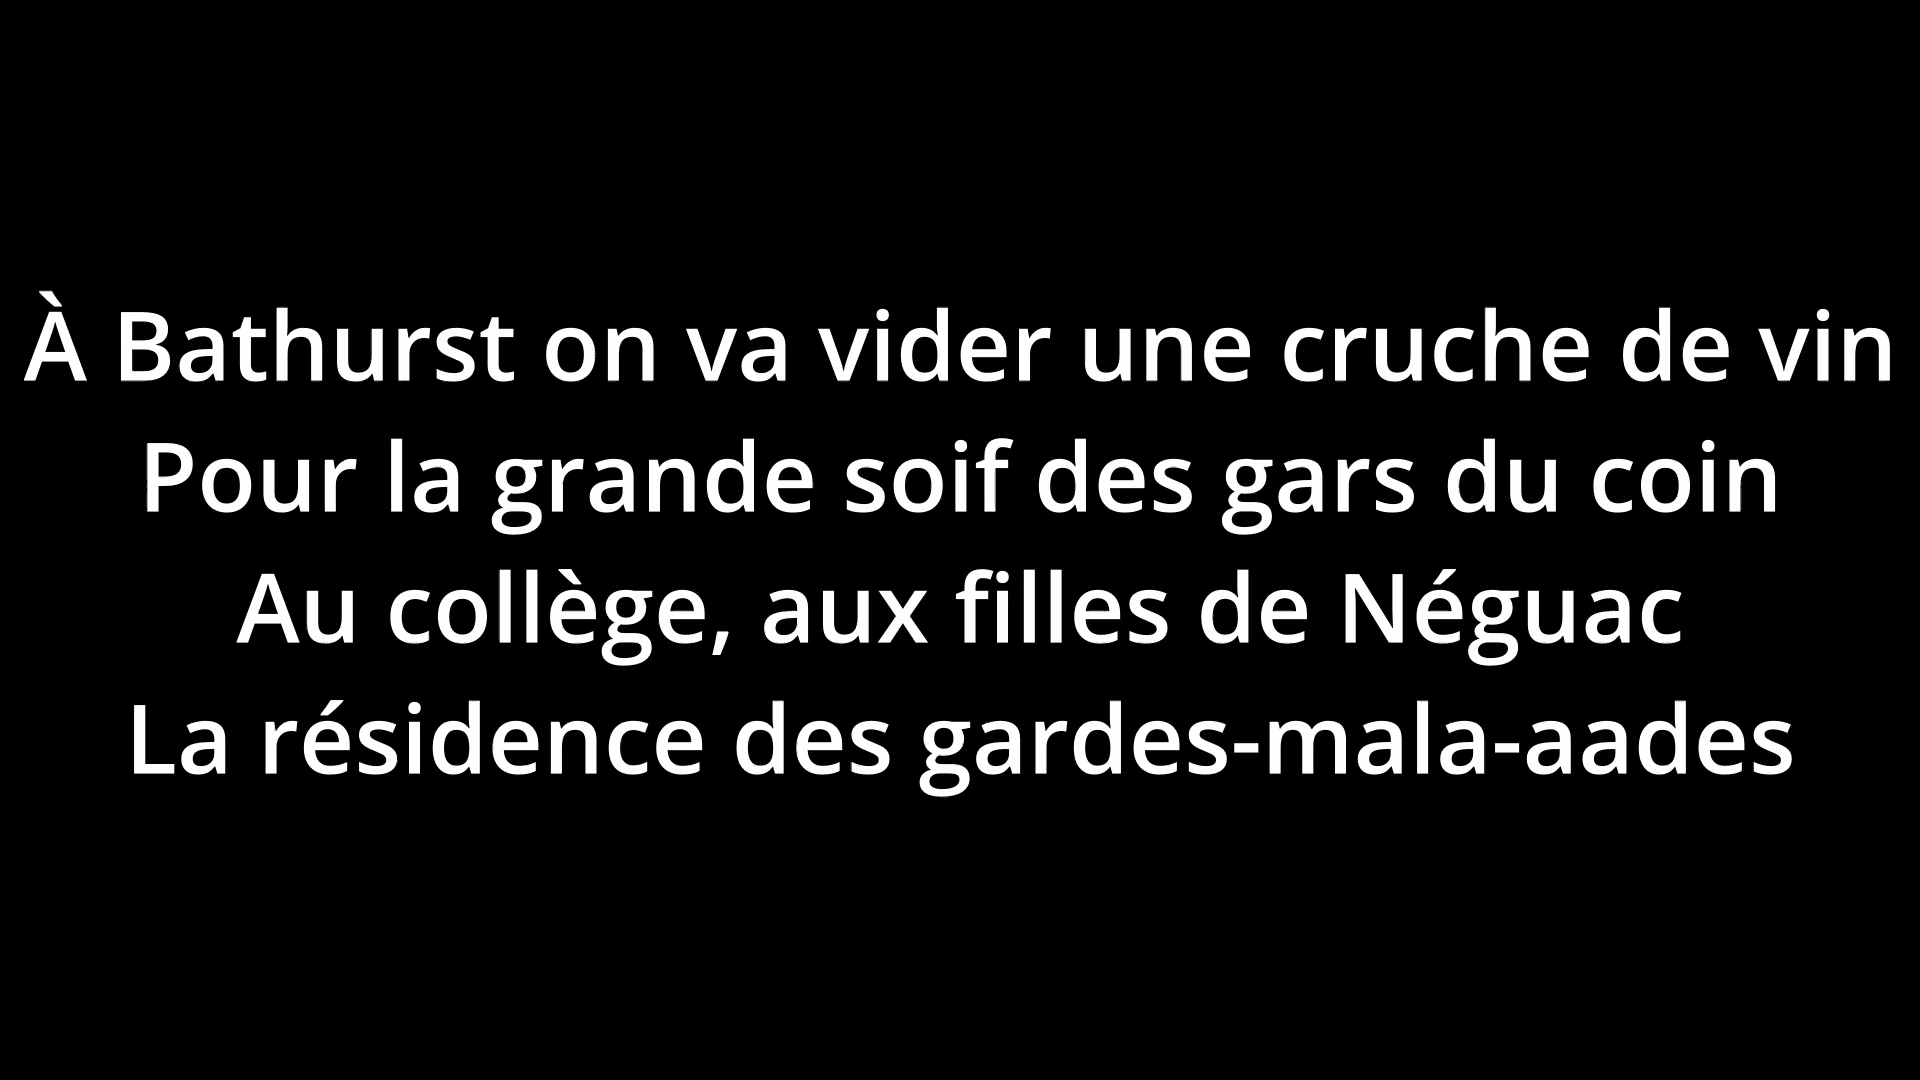 À Bathurst on va vider une cruche de vin
Pour la grande soif des gars du coin
Au collège, aux filles de Néguac
La résidence des gardes-mala-aades